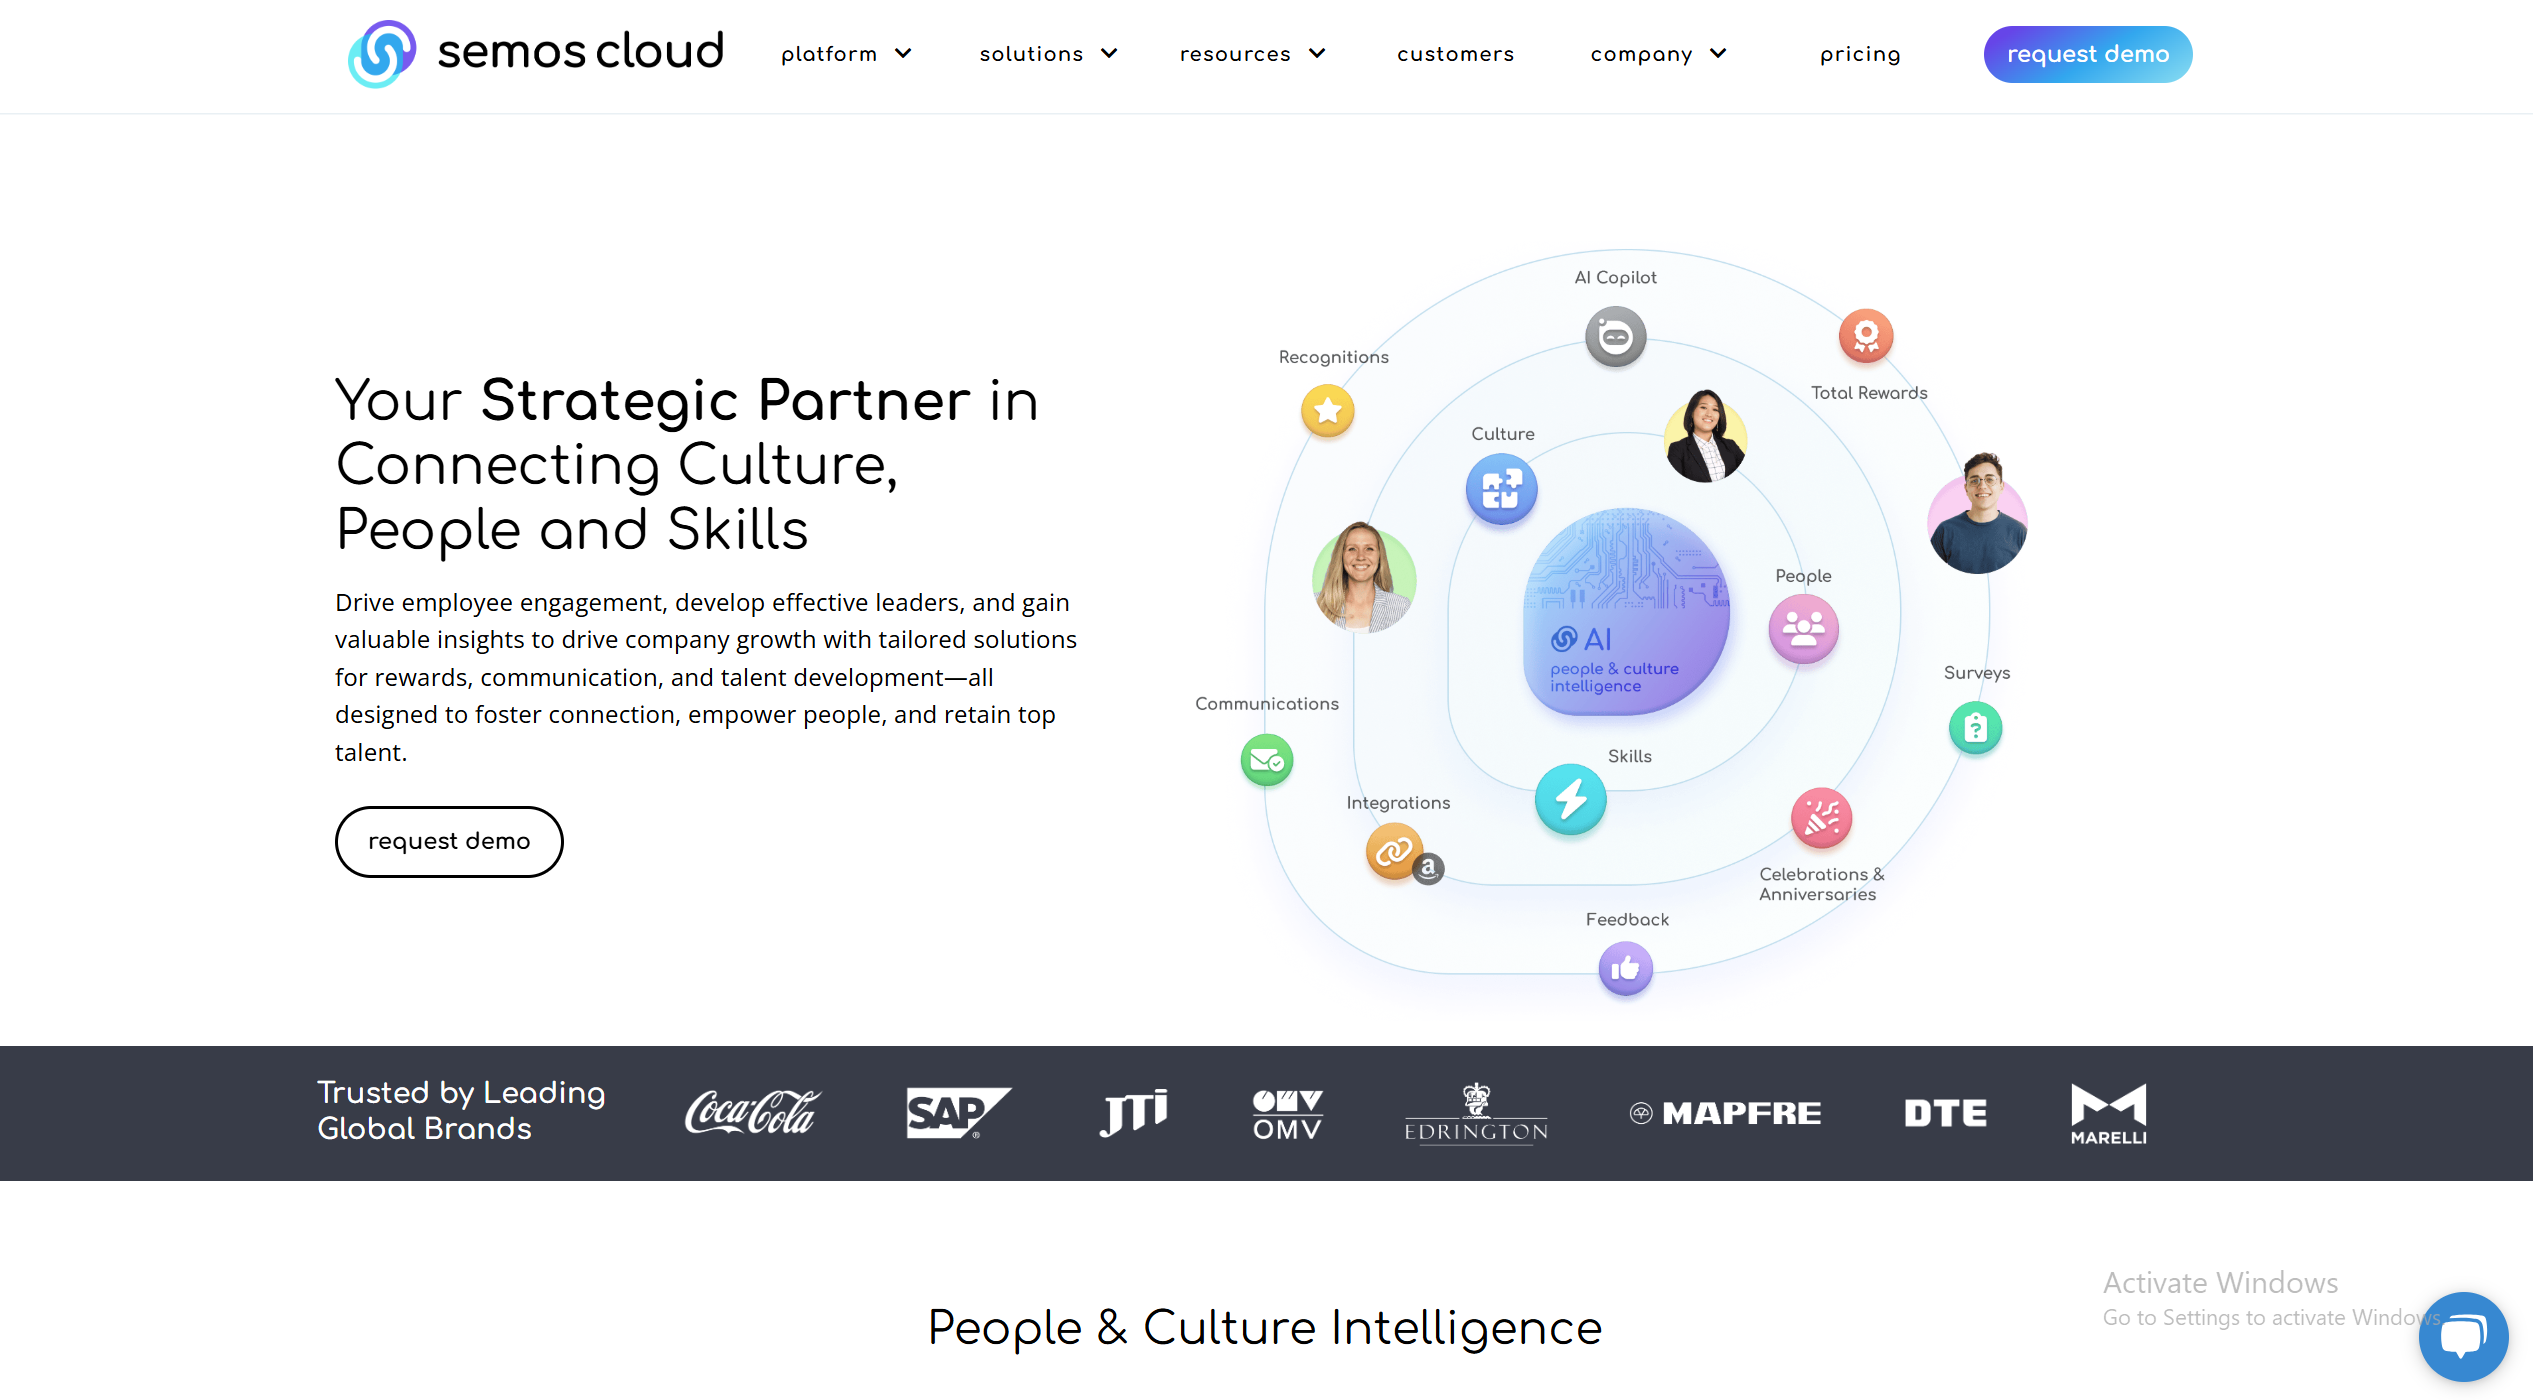 semos cloud
platform
solutions
resources
customers
company
pricing
request demo
Your Strategic Partner in
Connecting Culture,
People and Skills
Drive employee engagement, develop effective leaders, and gain
valuable insights to drive company growth with tailored solutions
for rewards, communication, and talent development—all
designed to foster connection, empower people, and retain top
talent.
request demo
AI Copilot
Recognitions
Total Rewards
Culture
People
AI
people & culture
intelligence
Surveys
Communications
Skills
Integrations
a
Celebrations &
Anniversaries
Feedback
Trusted by Leading
Global Brands
Coca-Cola
SAP®
JTi
OMV
OMV
EDRINGTON
MAPFRE
DTE
MARELLI
People & Culture Intelligence
Activate Windows
Go to Settings to activate Windows.